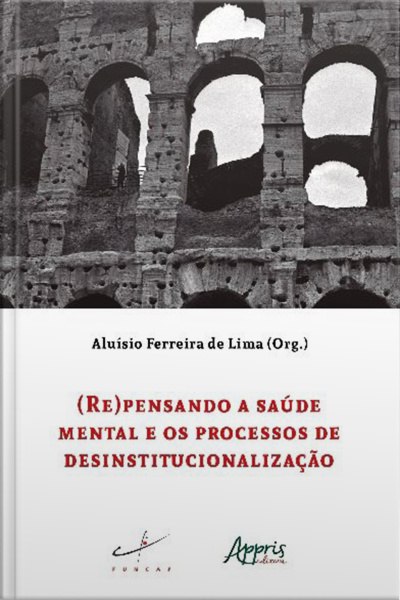 Aluísio Ferreira de Lima (Org.)
(Re)pensando a saúde
mental e os processos de
desinstitucionalização
FUNCAP
Appris
editora